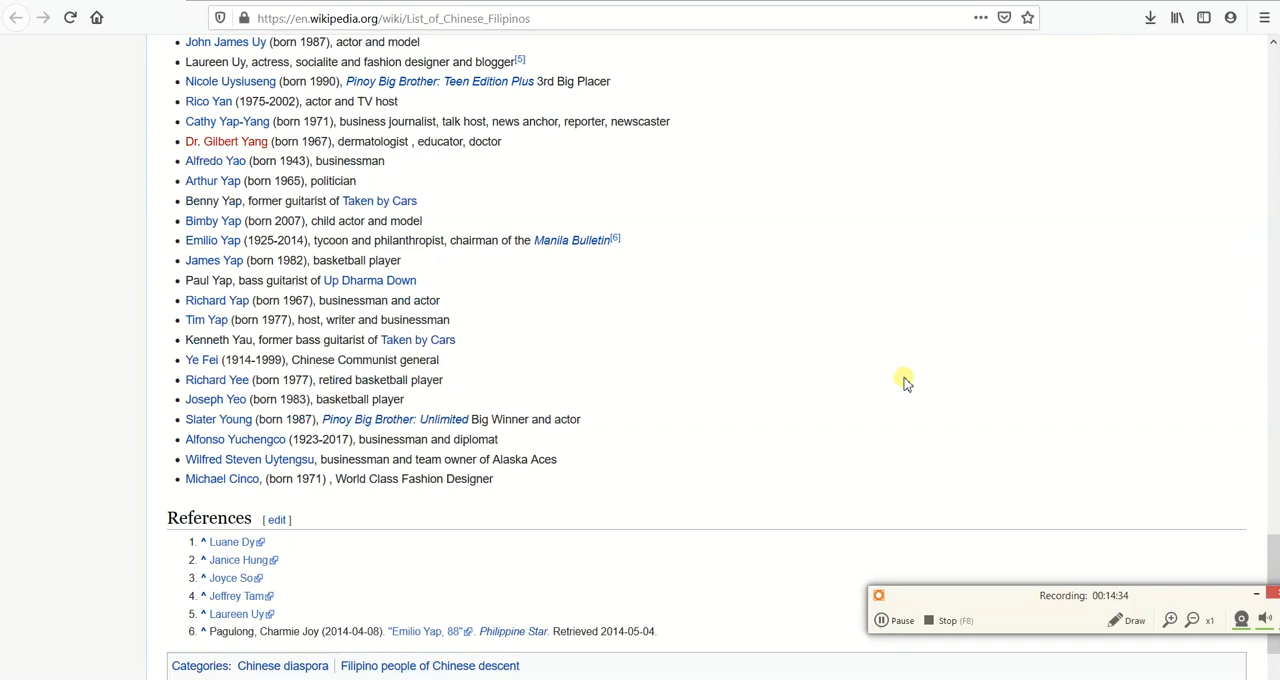 https://en.wikipedia.org/wiki/List_of_Chinese_Filipinos
• John James Uy (born 1987), actor and model
• Laureen Uy, actress, socialite and fashion designer and blogger[5]
• Nicole Uysiuseng (born 1990), Pinoy Big Brother: Teen Edition Plus 3rd Big Placer
• Rico Yan (1975-2002), actor and TV host
• Cathy Yap-Yang (born 1971), business journalist, talk host, news anchor, reporter, newscaster
• Dr. Gilbert Yang (born 1967), dermatologist , educator, doctor
• Alfredo Yao (born 1943), businessman
• Arthur Yap (born 1965), politician
• Benny Yap, former guitarist of Taken by Cars
• Bimby Yap (born 2007), child actor and model
• Emilio Yap (1925-2014), tycoon and philanthropist, chairman of the Manila Bulletin[6]
• James Yap (born 1982), basketball player
• Paul Yap, bass guitarist of Up Dharma Down
• Richard Yap (born 1967), businessman and actor
• Tim Yap (born 1977), host, writer and businessman
• Kenneth Yau, former bass guitarist of Taken by Cars
• Ye Fei (1914-1999), Chinese Communist general
• Richard Yee (born 1977), retired basketball player
• Joseph Yeo (born 1983), basketball player
• Slater Young (born 1987), Pinoy Big Brother: Unlimited Big Winner and actor
• Alfonso Yuchengco (1923-2017), businessman and diplomat
• Wilfred Steven Uytengsu, businessman and team owner of Alaska Aces
• Michael Cinco, (born 1971) , World Class Fashion Designer
References [ edit ]
1. ^ Luane Dy
2. ^ Janice Hung
3. ^ Joyce So
4. ^ Jeffrey Tam
5. ^ Laureen Uy
6. ^ Pagulong, Charmie Joy (2014-04-08). "Emilio Yap, 88". Philippine Star. Retrieved 2014-05-04.
Recording: 00:14:34
Pause Stop (F8) Draw x1
Categories: Chinese diaspora | Filipino people of Chinese descent